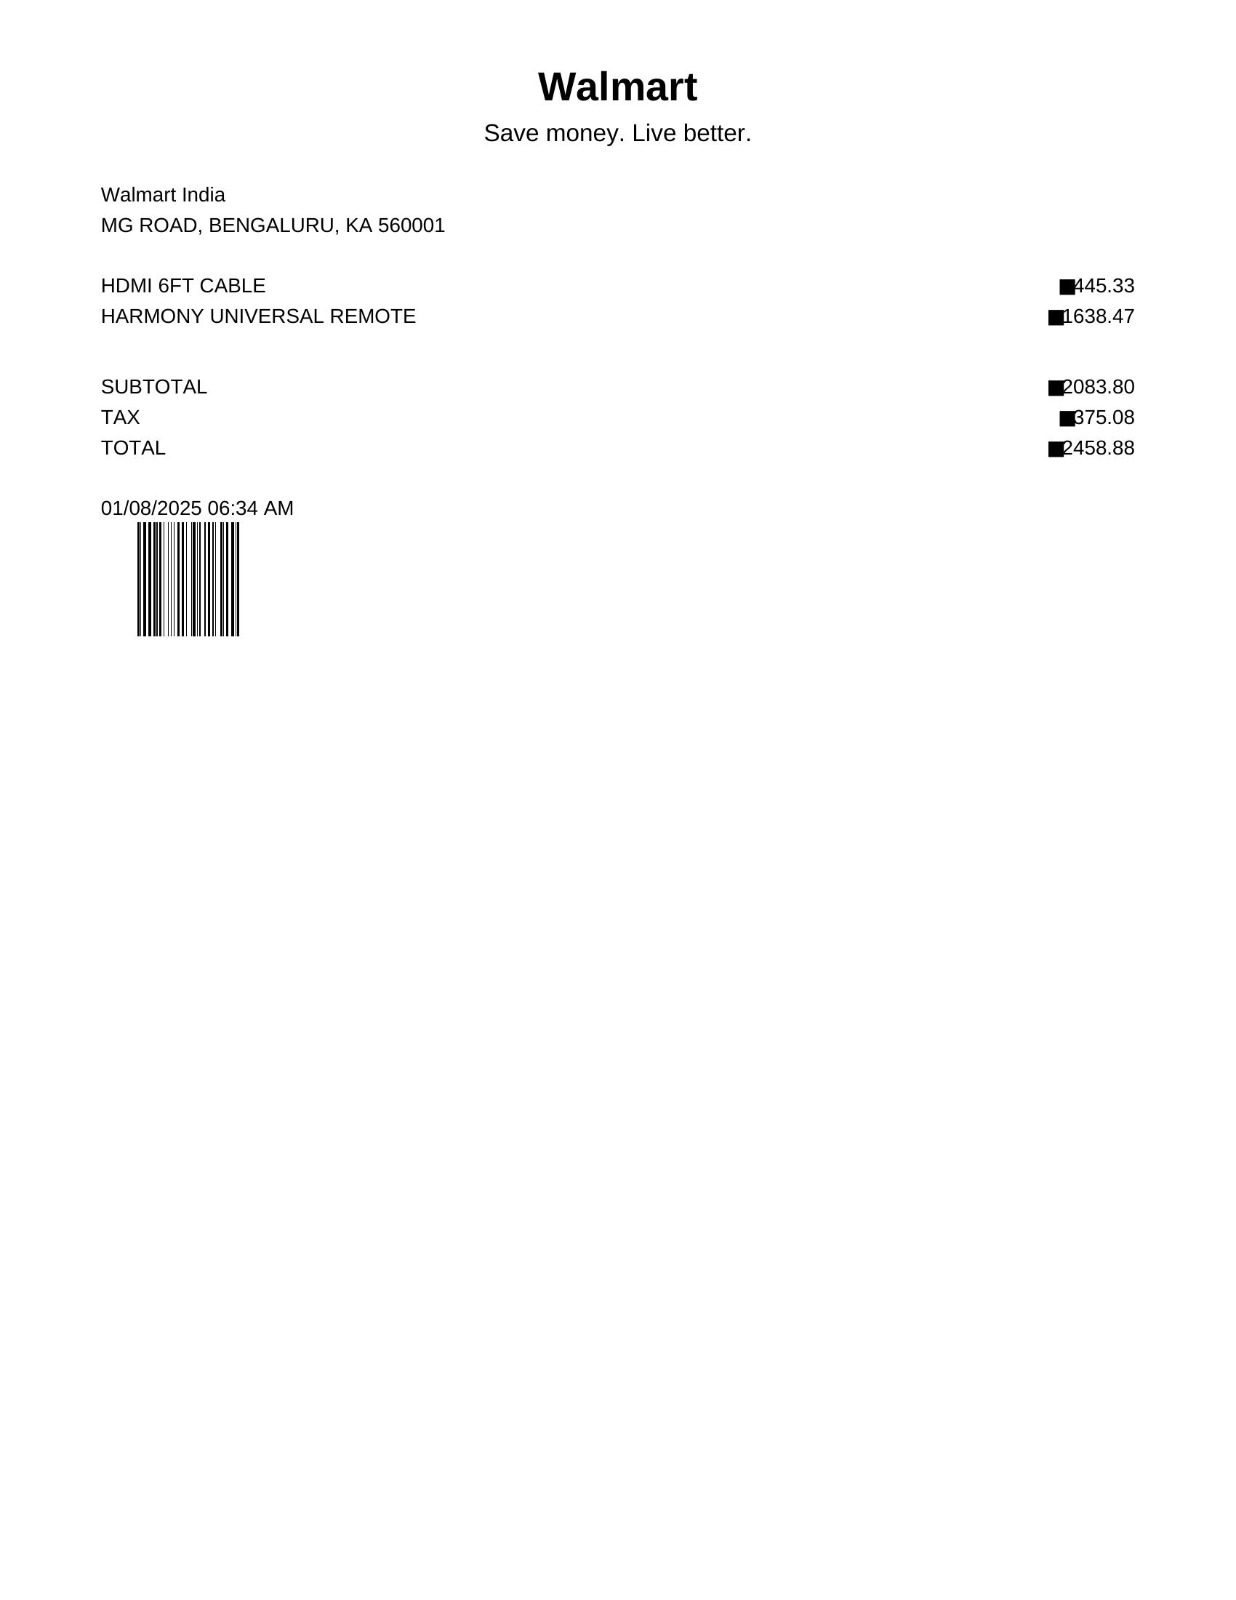 Walmart
Save money. Live better.
Walmart India
MG ROAD, BENGALURU, KA 560001
HDMI 6FT CABLE ■445.33
HARMONY UNIVERSAL REMOTE ■1638.47
SUBTOTAL ■2083.80
TAX ■375.08
TOTAL ■2458.88
01/08/2025 06:34 AM